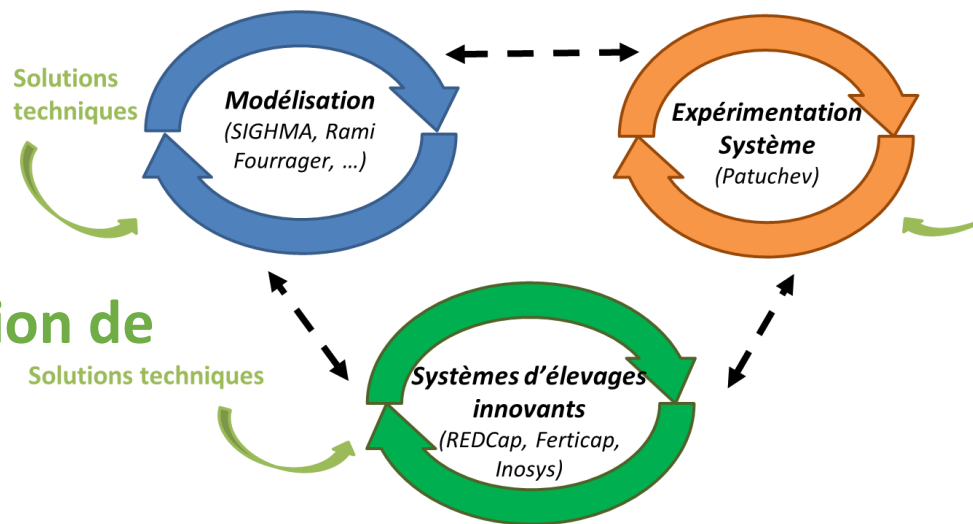 Solutions
techniques
Modélisation
(SIGHMA, Rami
Fourrager, ...)
Expérimentation
Système
(Patuchev)
ion de
Solutions techniques
Systèmes d'élevages
innovants
(REDCap, Ferticap,
Inosys)